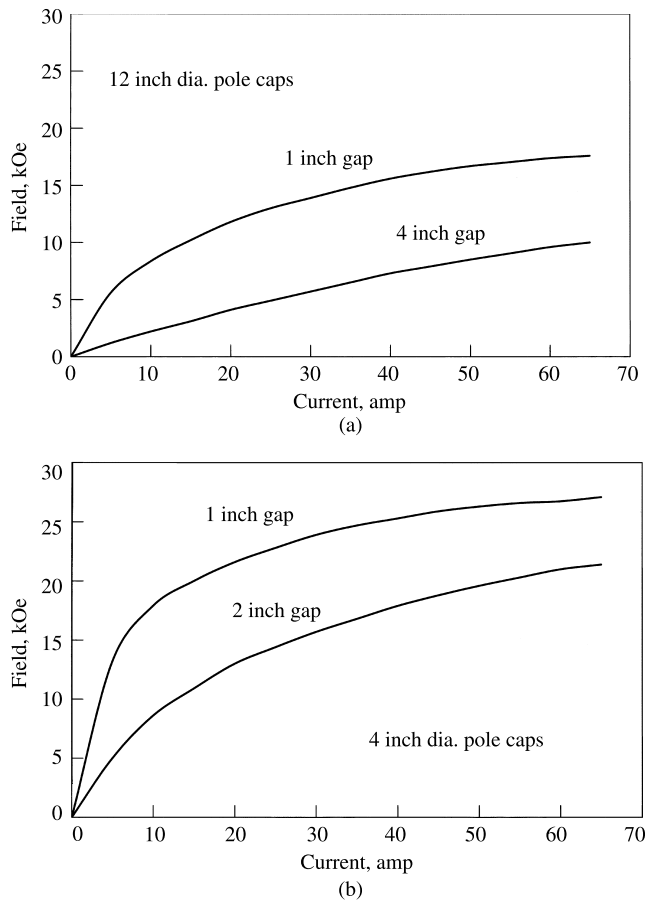 30
25
12 inch dia. pole caps
20
1 inch gap
15
Field, kOe
4 inch gap
10
5
0
0 10 20 30 40 50 60 70
Current, amp
(a)
30
1 inch gap
25
20
2 inch gap
15
Field, kOe
10
4 inch dia. pole caps
5
0
0 10 20 30 40 50 60 70
Current, amp
(b)